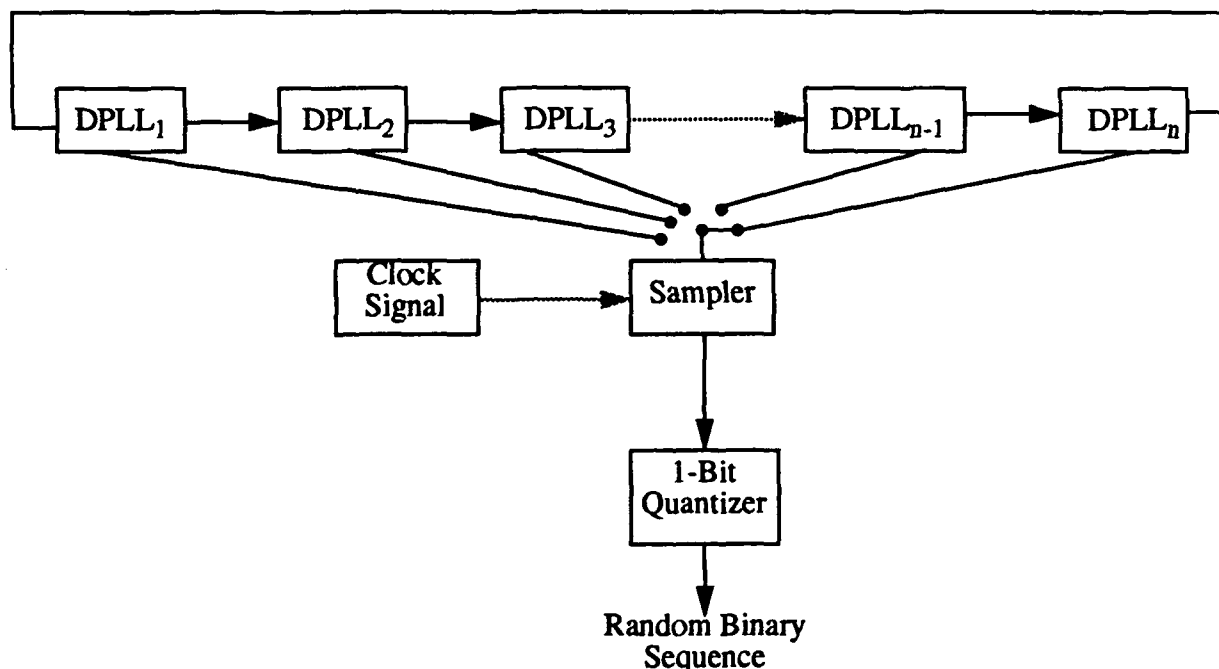 DPLL1
DPLL2
DPLL3
DPLLn-1
DPLLn
Clock
Signal
Sampler
1-Bit
Quantizer
Random Binary
Sequence